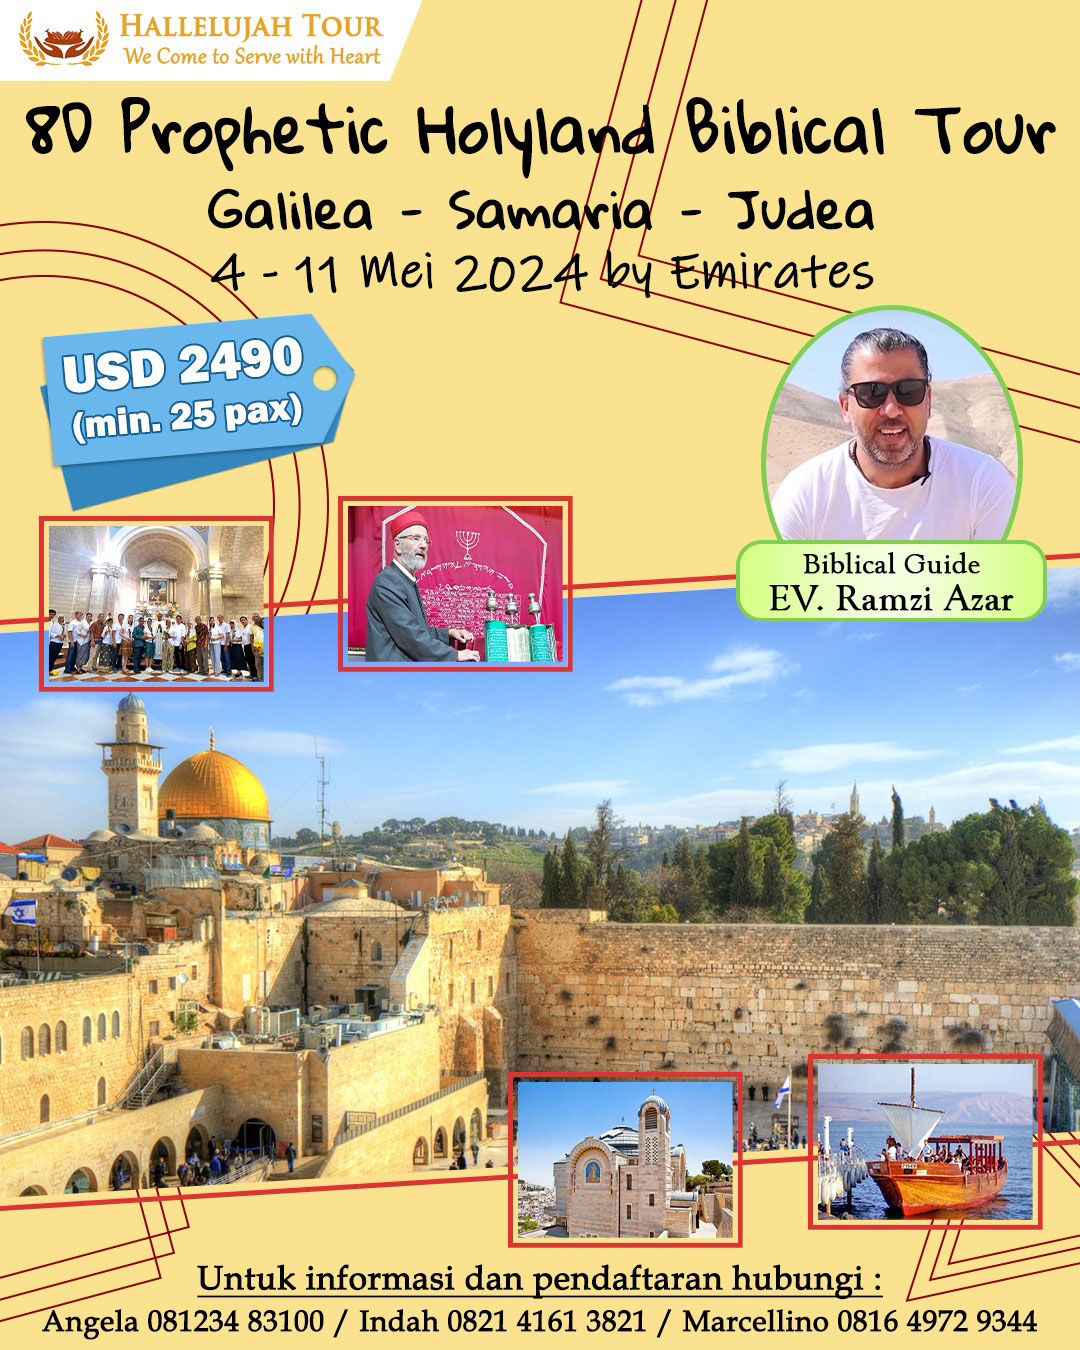 HALLELUJAH TOUR
We Come to Serve with Heart
8D Prophetic Holyland Biblical Tour
Galilea - Samaria - Judea
4 - 11 Mei 2024 by Emirates
USD 2490
(min. 25 pax)
Biblical Guide
EV. Ramzi Azar
Untuk informasi dan pendaftaran hubungi :
Angela 081234 83100 / Indah 0821 4161 3821 / Marcellino 0816 4972 9344